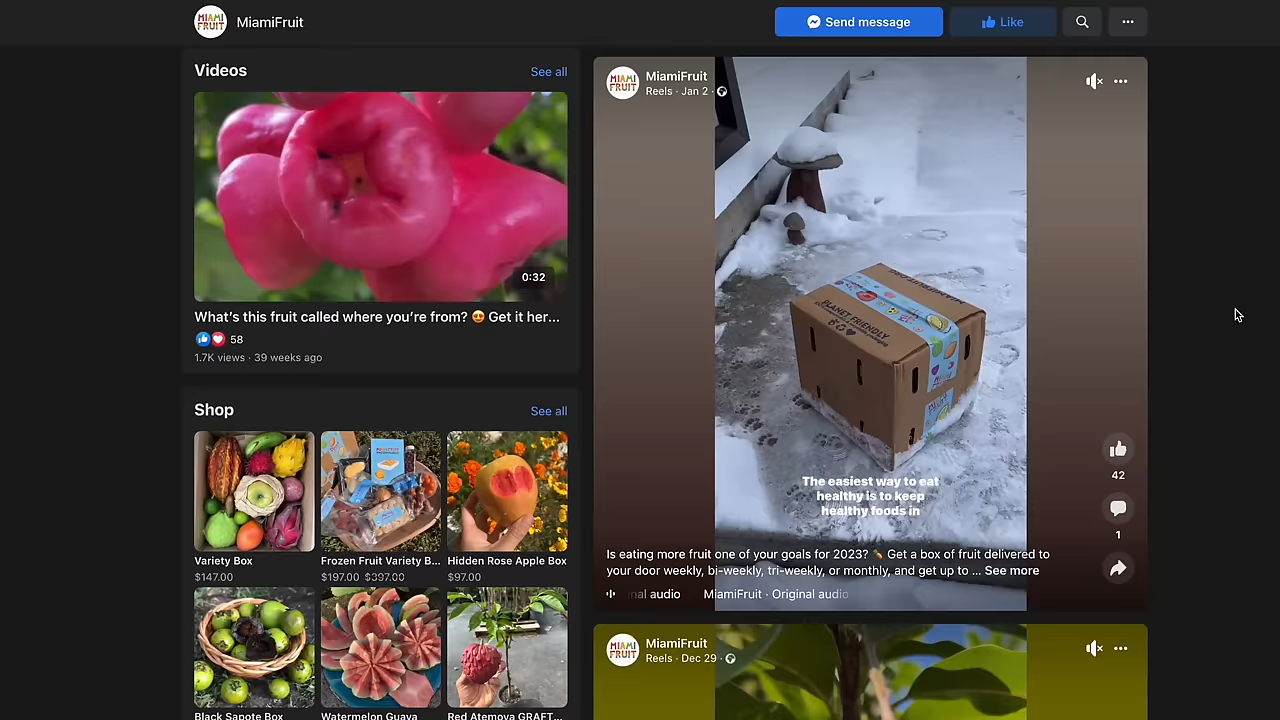 MIAMI
FRUIT
MiamiFruit
Send message
Like
Videos
See all
0:32
What's this fruit called where you're from? 😍 Get it her...
58
1.7K views · 39 weeks ago
Shop
See all
Variety Box
$147.00
Frozen Fruit Variety B...
$197.00 $397.00
Hidden Rose Apple Box
$97.00
Black Sapote Box
Watermelon Guava
Red Atemoya GRAFT...
MIAMI
FRUIT
MiamiFruit
Reels · Jan 2 ·
PLANET FRIENDLY
The easiest way to eat
healthy is to keep
healthy foods in
42
1
Is eating more fruit one of your goals for 2023? 🥕 Get a box of fruit delivered to
your door weekly, bi-weekly, tri-weekly, or monthly, and get up to ... See more
nal audio MiamiFruit · Original audio
MIAMI
FRUIT
MiamiFruit
Reels · Dec 29 ·